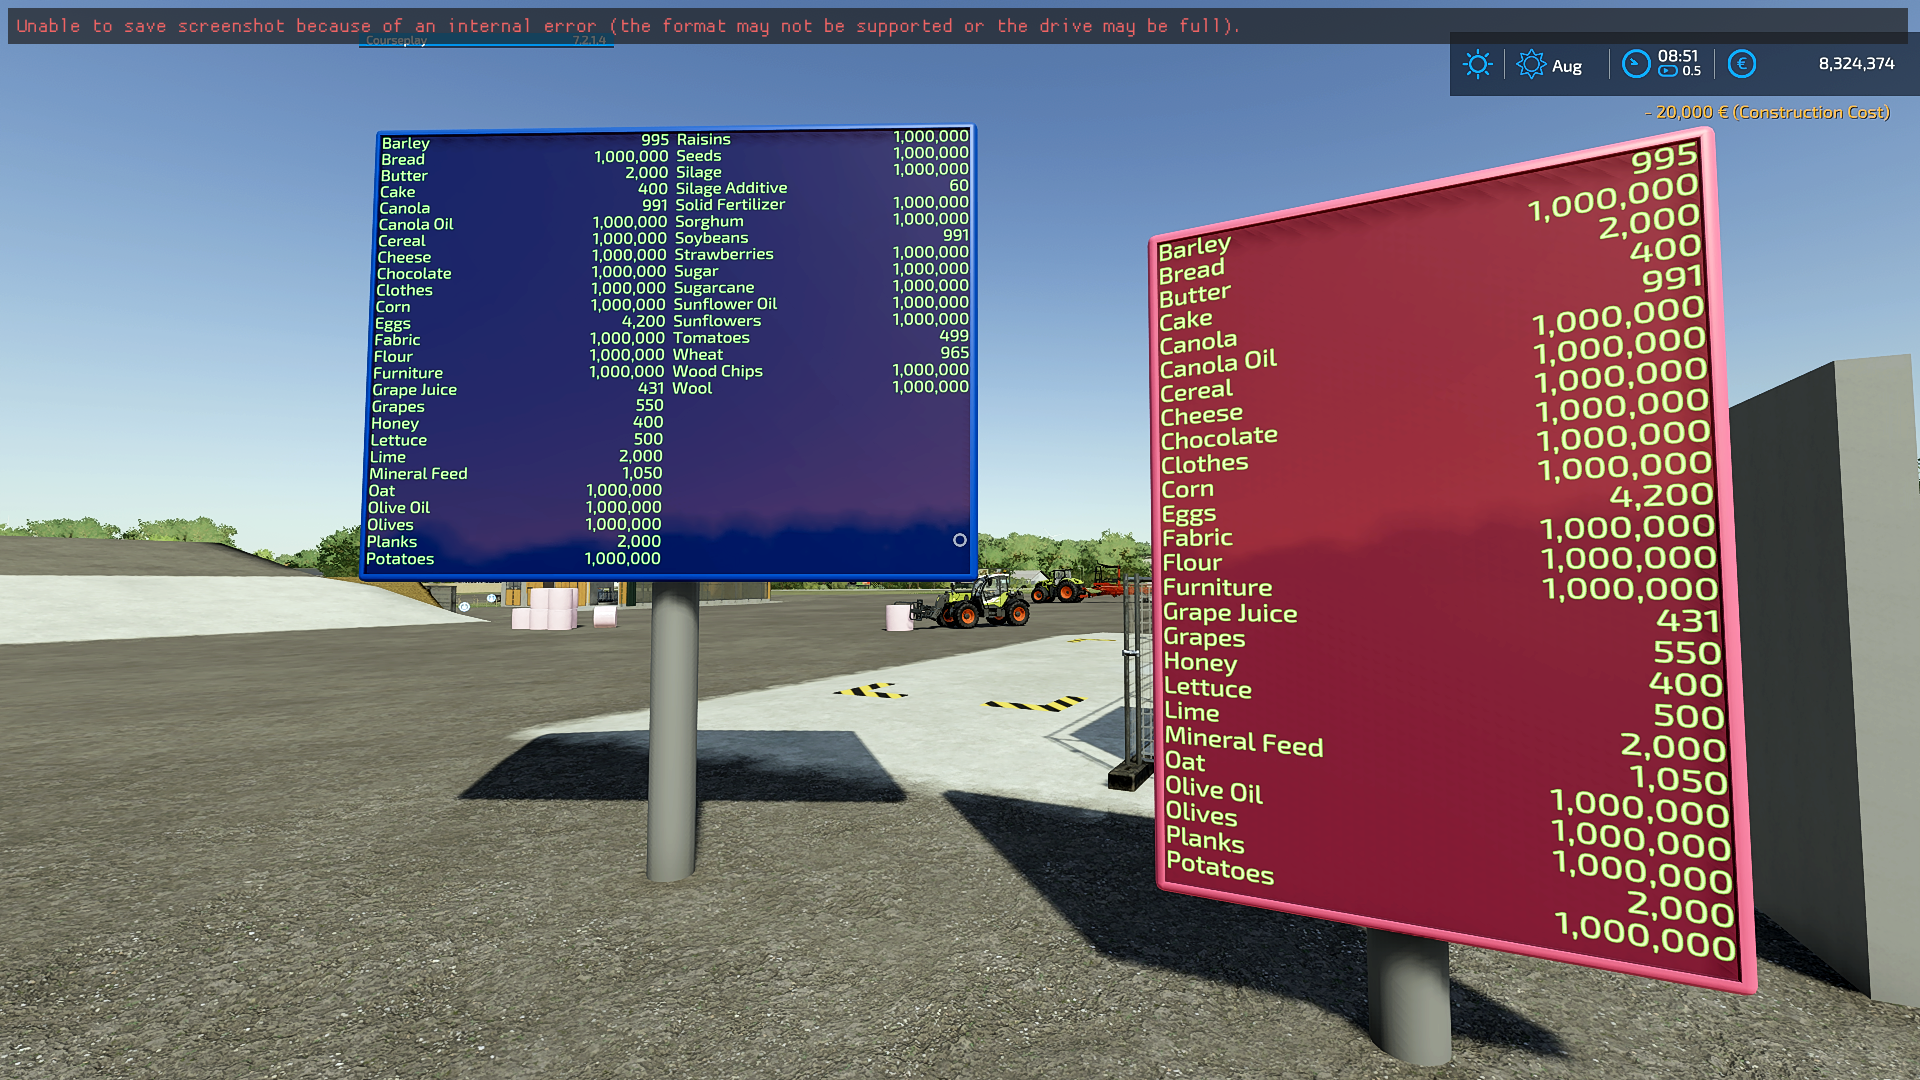 Unable to save screenshot because of an internal error (the format may not be supported or the drive may be full).
Courseplay 7.2.1.4
Aug 08:51 0.5 € 8,324,374
- 20,000 € (Construction Cost)
Barley 995 Raisins 1,000,000
Bread 1,000,000 Seeds 1,000,000
Butter 2,000 Silage 1,000,000
Cake 400 Silage Additive 60
Canola 991 Solid Fertilizer 1,000,000
Canola Oil 1,000,000 Sorghum 1,000,000
Cereal 1,000,000 Soybeans 991
Cheese 1,000,000 Strawberries 1,000,000
Chocolate 1,000,000 Sugar 1,000,000
Clothes 1,000,000 Sugarcane 1,000,000
Corn 1,000,000 Sunflower Oil 1,000,000
Eggs 4,200 Sunflowers 1,000,000
Fabric 1,000,000 Tomatoes 499
Flour 1,000,000 Wheat 965
Furniture 1,000,000 Wood Chips 1,000,000
Grape Juice 431 Wool 1,000,000
Grapes 550
Honey 400
Lettuce 500
Lime 2,000
Mineral Feed 1,050
Oat 1,000,000
Olive Oil 1,000,000
Olives 1,000,000
Planks 2,000
Potatoes 1,000,000
Barley 995
Bread 1,000,000
Butter 2,000
Cake 400
Canola 991
Canola Oil 1,000,000
Cereal 1,000,000
Cheese 1,000,000
Chocolate 1,000,000
Clothes 1,000,000
Corn 1,000,000
Eggs 4,200
Fabric 1,000,000
Flour 1,000,000
Furniture 1,000,000
Grape Juice 431
Grapes 550
Honey 400
Lettuce 500
Lime 2,000
Mineral Feed 1,050
Oat 1,000,000
Olive Oil 1,000,000
Olives 1,000,000
Planks 2,000
Potatoes 1,000,000